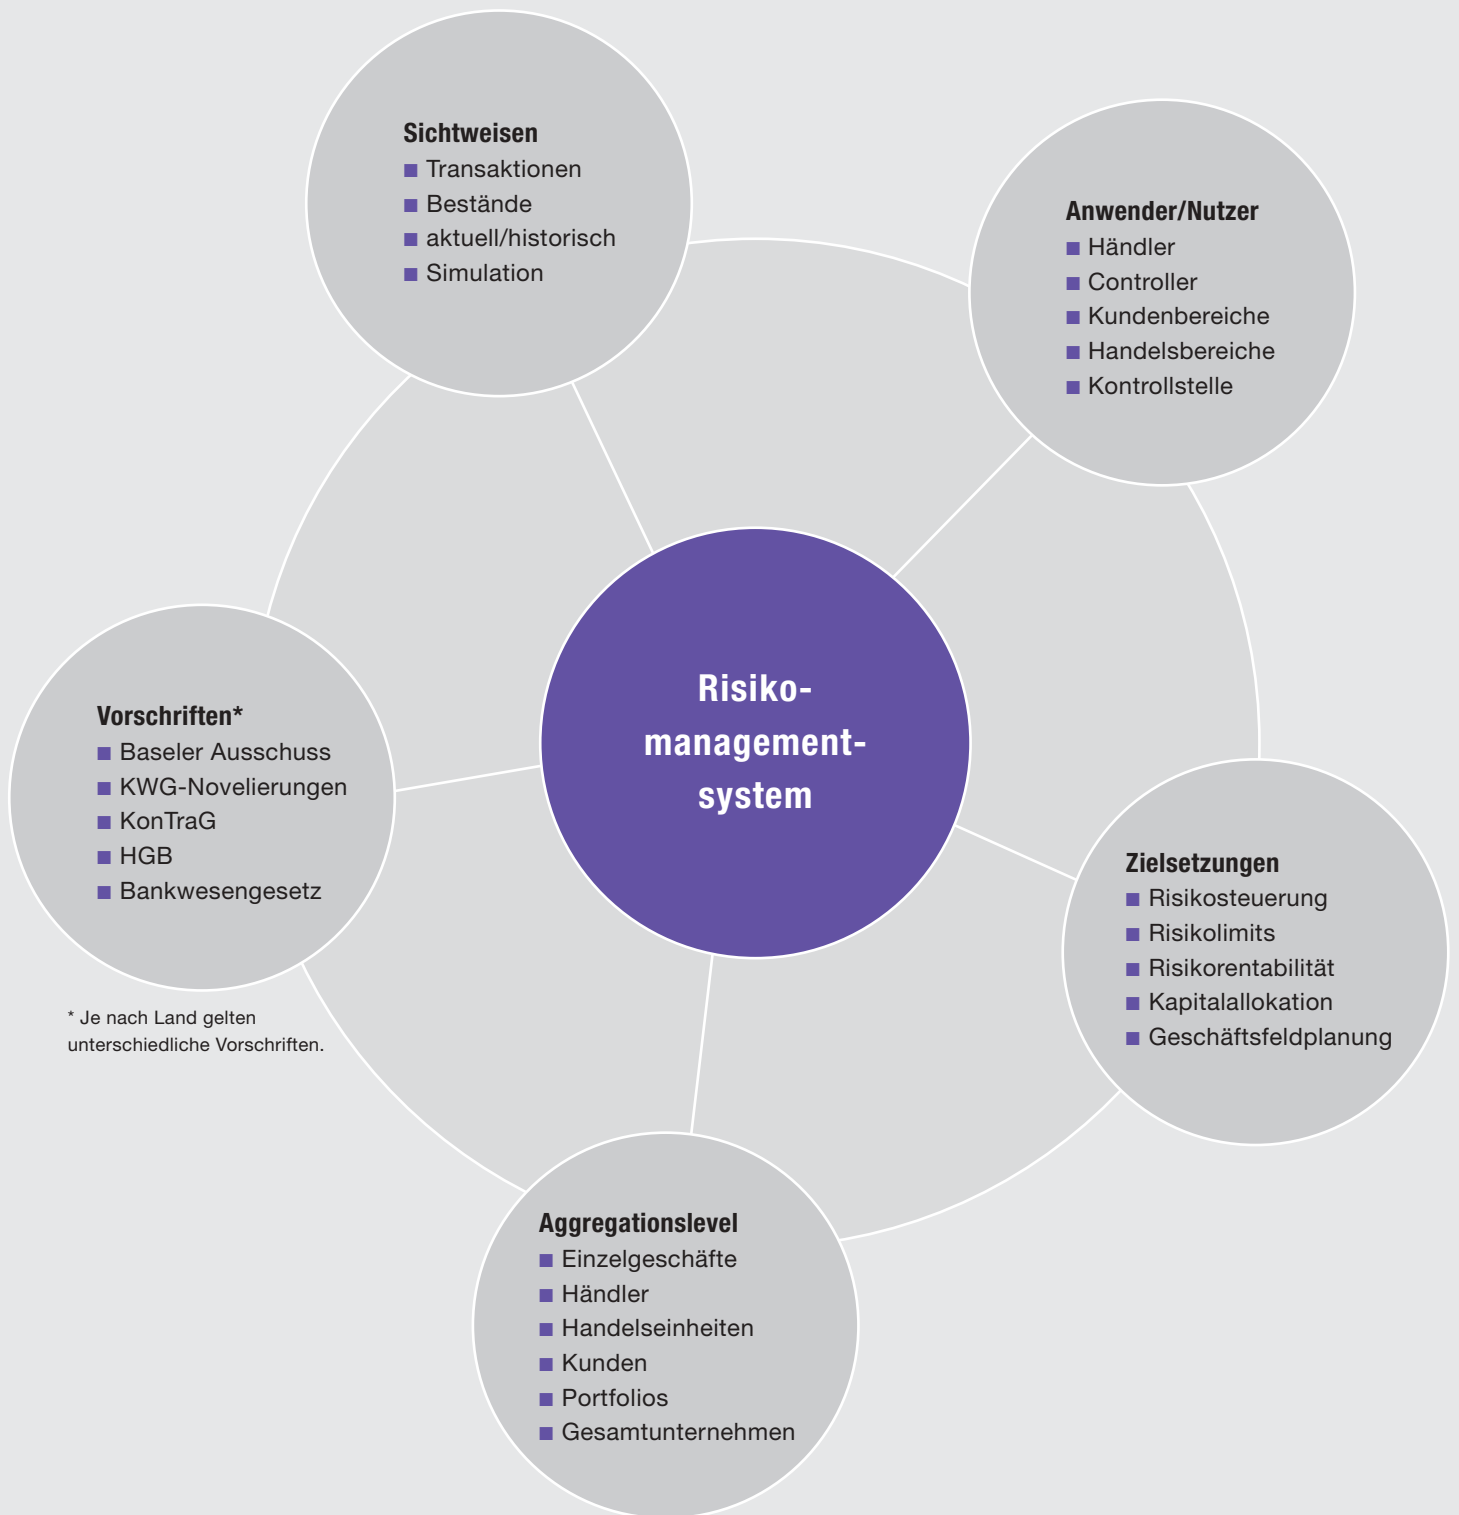 Sichtweisen
■ Transaktionen
■ Bestände
■ aktuell/historisch
■ Simulation
Anwender/Nutzer
■ Händler
■ Controller
■ Kundenbereiche
■ Handelsbereiche
■ Kontrollstelle
Risiko-
management-
system
Vorschriften*
■ Baseler Ausschuss
■ KWG-Novelierungen
■ KonTraG
■ HGB
■ Bankwesengesetz
* Je nach Land gelten
unterschiedliche Vorschriften.
Zielsetzungen
■ Risikosteuerung
■ Risikolimits
■ Risikorentabilität
■ Kapitalallokation
■ Geschäftsfeldplanung
Aggregationslevel
■ Einzelgeschäfte
■ Händler
■ Handelseinheiten
■ Kunden
■ Portfolios
■ Gesamtunternehmen